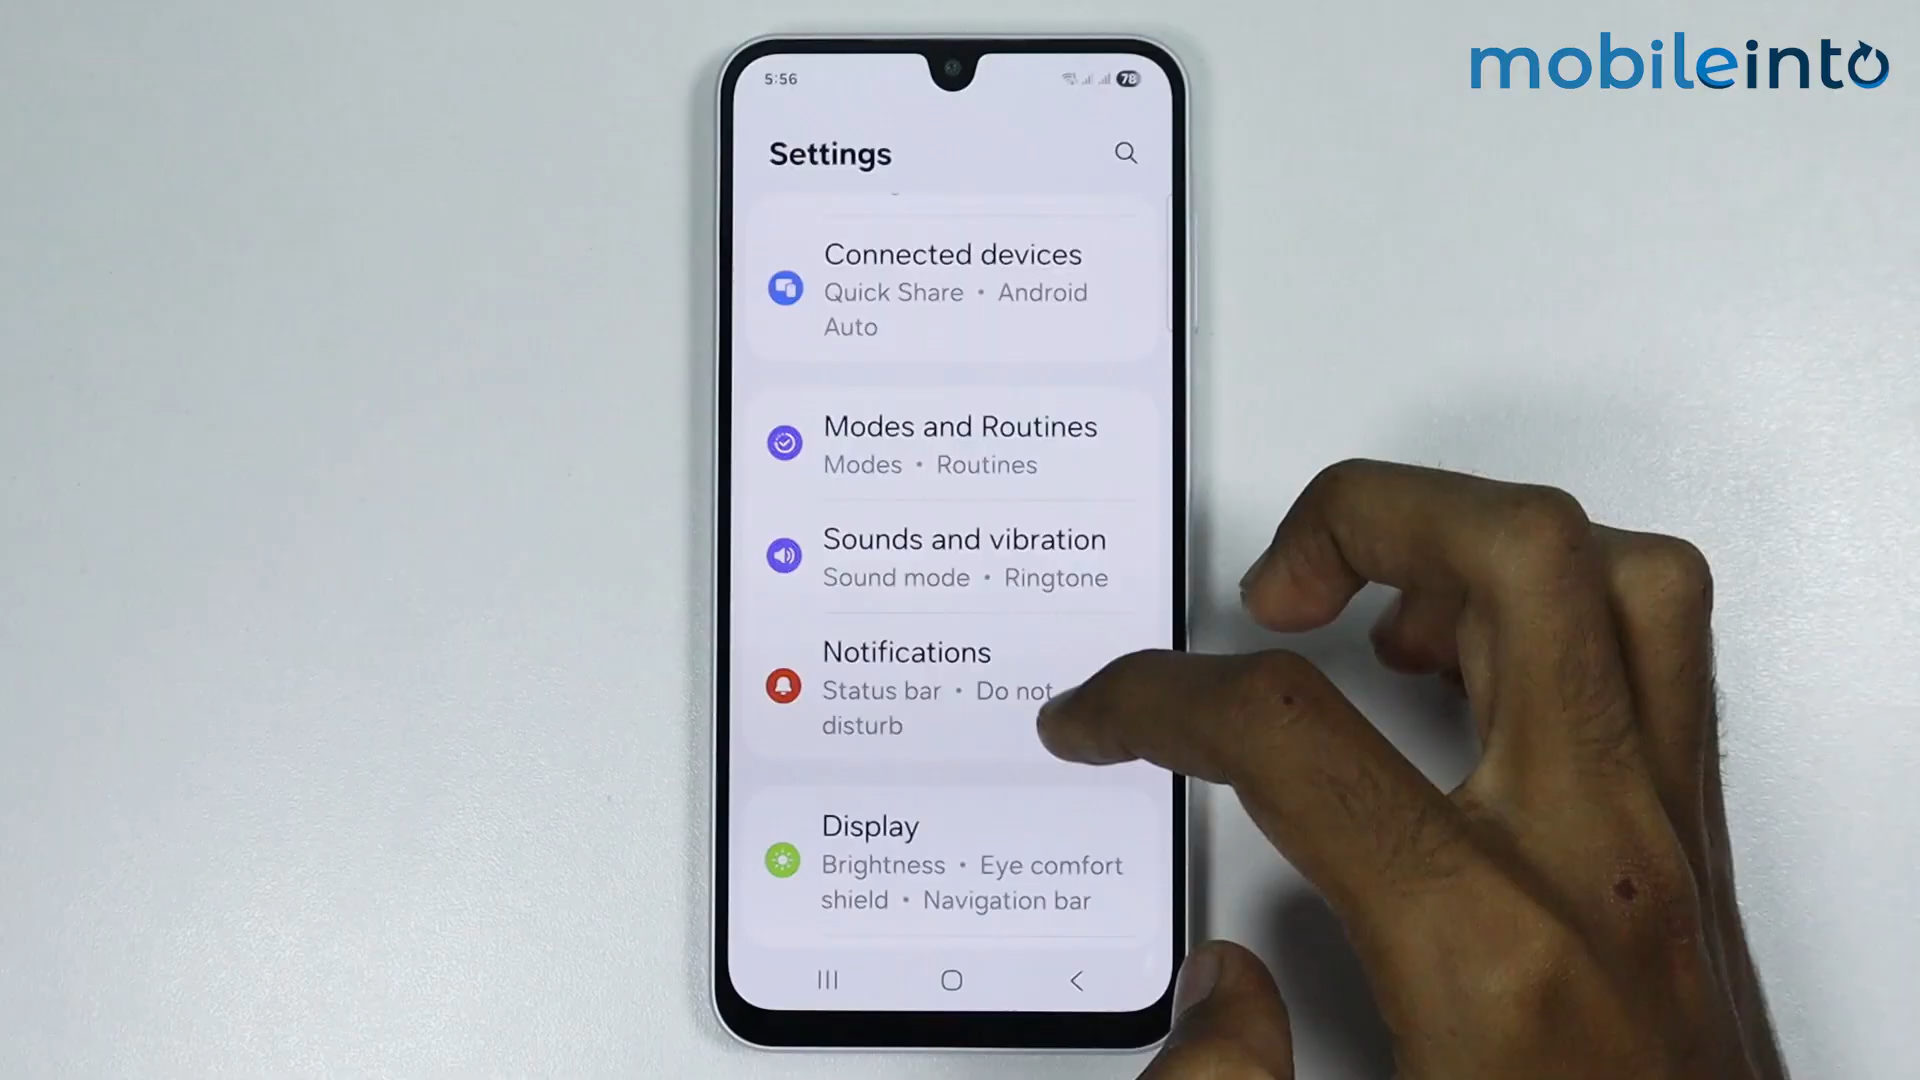 mobileinto
5:56
78
Settings
Connected devices
Quick Share • Android
Auto
Modes and Routines
Modes • Routines
Sounds and vibration
Sound mode • Ringtone
Notifications
Status bar • Do not
disturb
Display
Brightness • Eye comfort
shield • Navigation bar